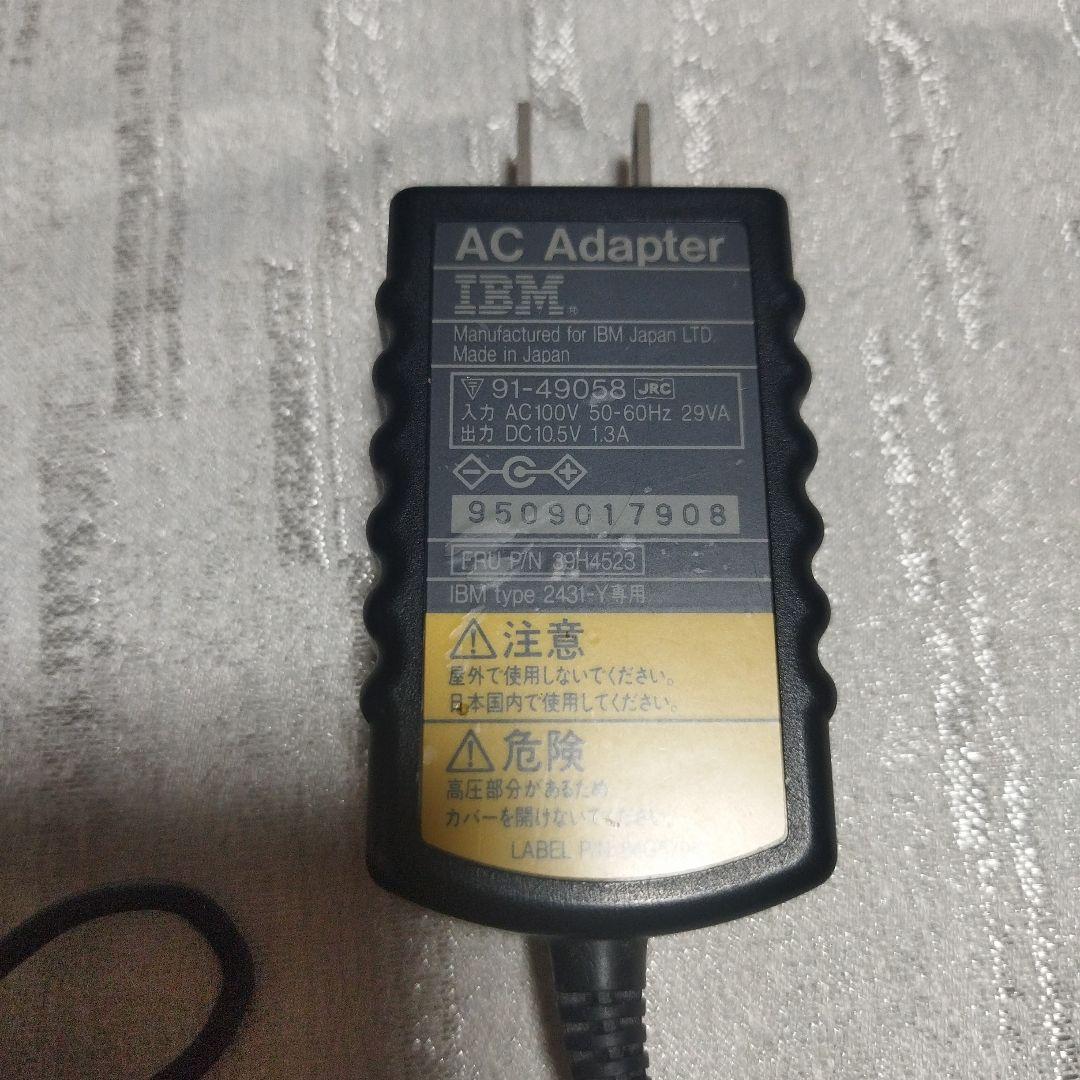 AC Adapter
IBM®
Manufactured for IBM Japan LTD.
Made in Japan
〒 91-49058 JRC
入力 AC100V 50-60Hz 29VA
出力 DC10.5V 1.3A
9509017908
FRU P/N 39H4523
IBM type 2431-Y専用
注意
屋外で使用しないでください。
日本国内で使用してください。
危険
高圧部分があるため
カバーを開けないでください。
LABEL P/N